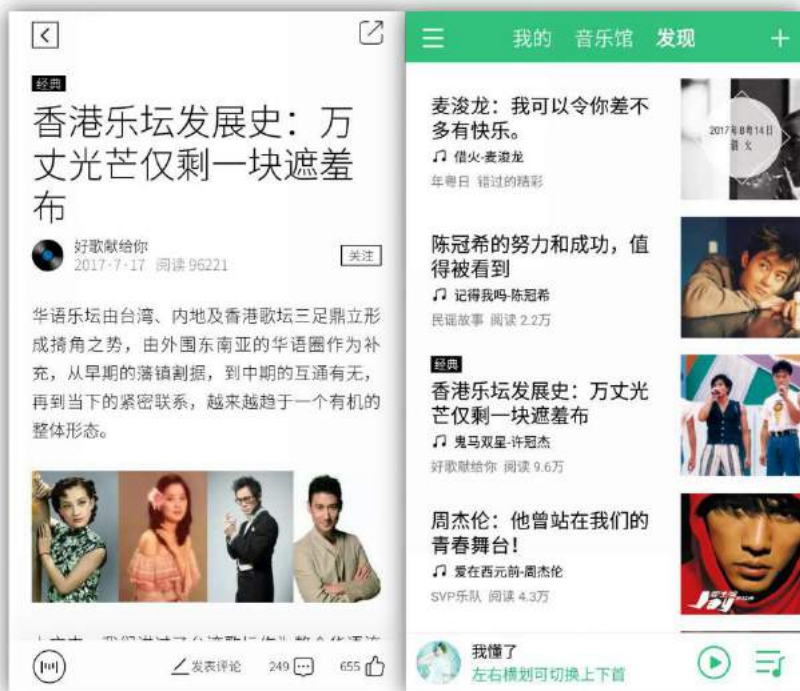 经典
香港乐坛发展史：万
丈光芒仅剩一块遮羞
布
好歌献给你
2017·7·17 阅读 96221
关注
华语乐坛由台湾、内地及香港歌坛三足鼎立形
成掎角之势，由外围东南亚的华语圈作为补
充，从早期的藩镇割据，到中期的互通有无，
再到当下的紧密联系，越来越趋于一个有机的
整体形态。
发表评论 249 655
我的 音乐馆 发现
麦浚龙：我可以令你差不
多有快乐。
借火-麦浚龙
年粤日 错过的精彩
2017年8月14日
借火
陈冠希的努力和成功，值
得被看到
记得我吗-陈冠希
民谣故事 阅读 2.2万
经典
香港乐坛发展史：万丈光
芒仅剩一块遮羞布
鬼马双星-许冠杰
好歌献给你 阅读 9.6万
周杰伦：他曾站在我们的
青春舞台！
爱在西元前-周杰伦
SVP乐队 阅读 4.3万
Jay
我懂了
左右横划可切换上下首